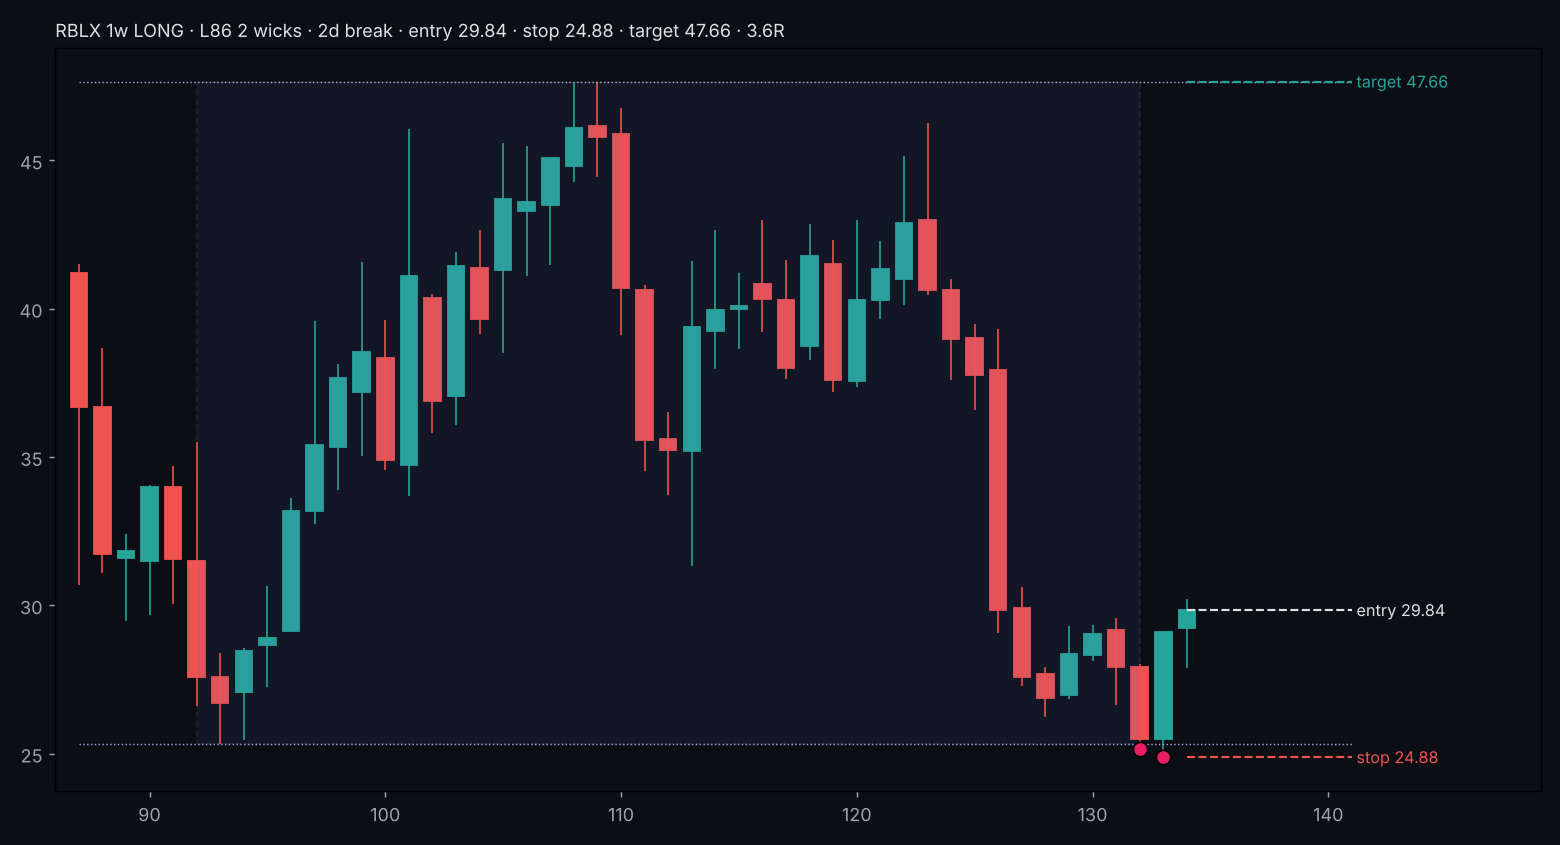 RBLX 1w LONG · L86 2 wicks · 2d break · entry 29.84 · stop 24.88 · target 47.66 · 3.6R
target 47.66
45
40
35
30
entry 29.84
25
stop 24.88
90
100
110
120
130
140